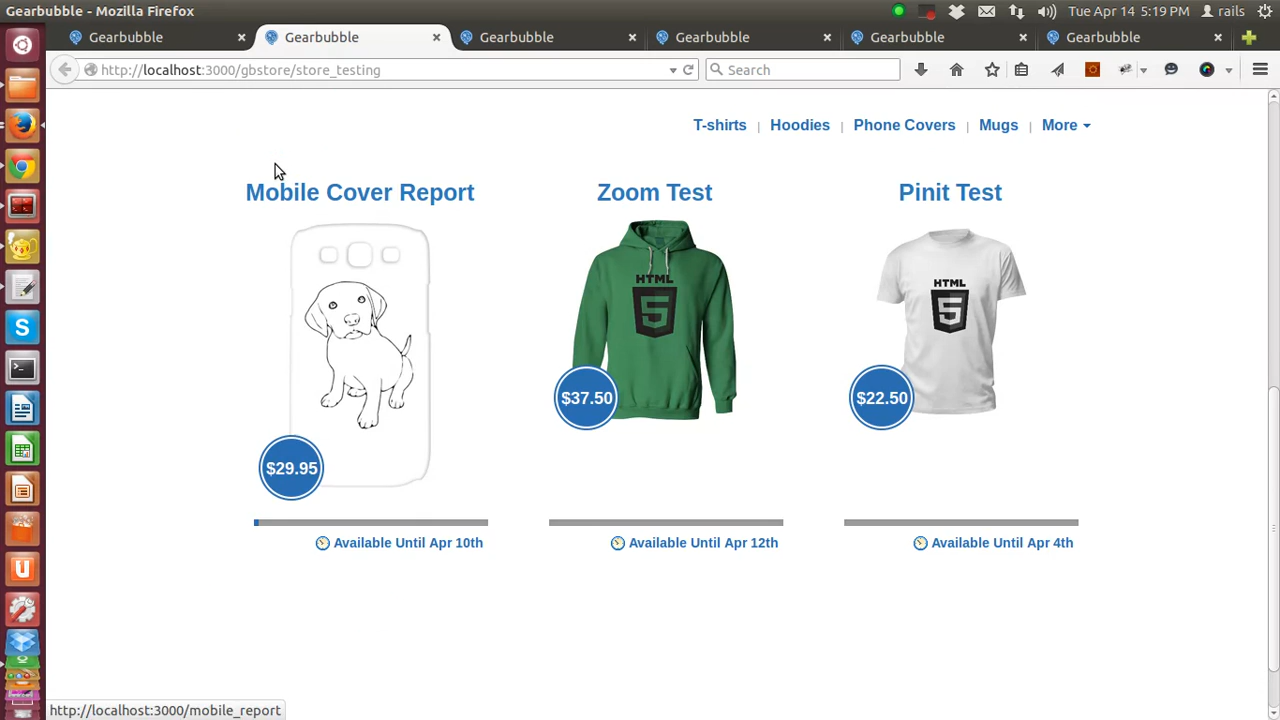 Gearbubble - Mozilla Firefox
Tue Apr 14 5:19 PM rails
Gearbubble Gearbubble Gearbubble Gearbubble Gearbubble Gearbubble
http://localhost:3000/gbstore/store_testing Search
T-shirts | Hoodies | Phone Covers | Mugs | More
Mobile Cover Report
Zoom Test
Pinit Test
HTML
5
HTML
5
$29.95
$37.50
$22.50
Available Until Apr 10th
Available Until Apr 12th
Available Until Apr 4th
http://localhost:3000/mobile_report